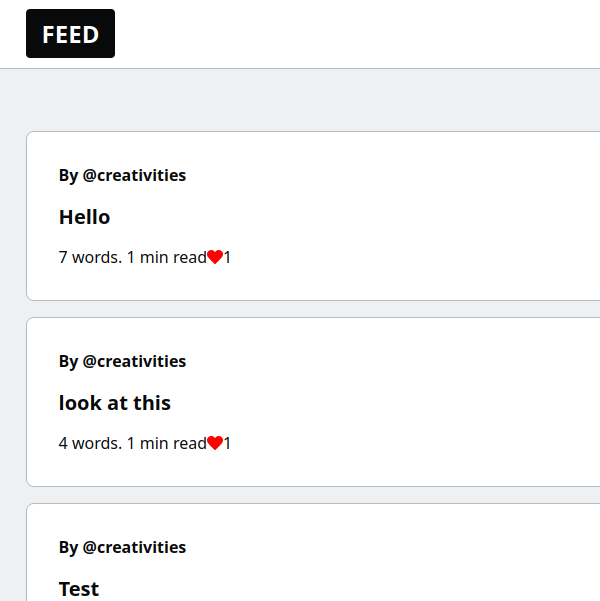 FEED
By @creativities
Hello
7 words. 1 min read❤1
By @creativities
look at this
4 words. 1 min read❤1
By @creativities
Test